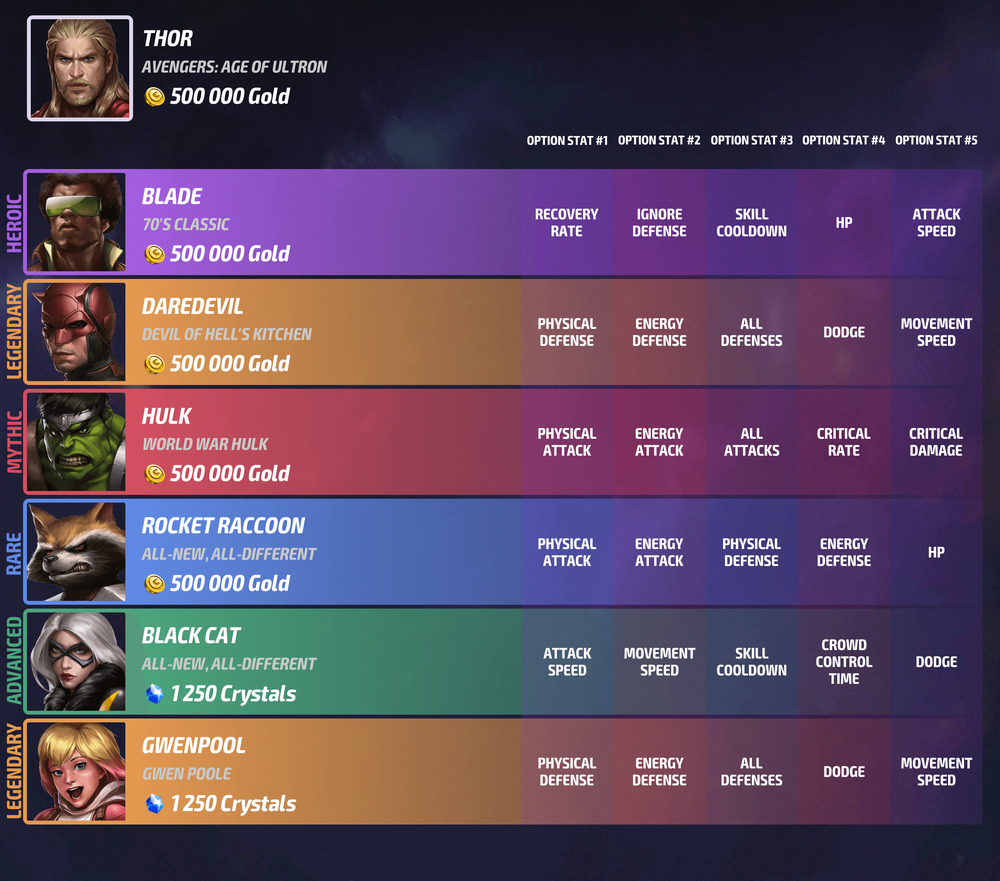 THOR
AVENGERS: AGE OF ULTRON
500 000 Gold
OPTION STAT #1 OPTION STAT #2 OPTION STAT #3 OPTION STAT #4 OPTION STAT #5
HEROIC
BLADE
70'S CLASSIC
500 000 Gold
RECOVERY
RATE
IGNORE
DEFENSE
SKILL
COOLDOWN
HP
ATTACK
SPEED
LEGENDARY
DAREDEVIL
DEVIL OF HELL'S KITCHEN
500 000 Gold
PHYSICAL
DEFENSE
ENERGY
DEFENSE
ALL
DEFENSES
DODGE
MOVEMENT
SPEED
MYTHIC
HULK
WORLD WAR HULK
500 000 Gold
PHYSICAL
ATTACK
ENERGY
ATTACK
ALL
ATTACKS
CRITICAL
RATE
CRITICAL
DAMAGE
RARE
ROCKET RACCOON
ALL-NEW, ALL-DIFFERENT
500 000 Gold
PHYSICAL
ATTACK
ENERGY
ATTACK
PHYSICAL
DEFENSE
ENERGY
DEFENSE
HP
ADVANCED
BLACK CAT
ALL-NEW, ALL-DIFFERENT
1 250 Crystals
ATTACK
SPEED
MOVEMENT
SPEED
SKILL
COOLDOWN
CROWD
CONTROL
TIME
DODGE
LEGENDARY
GWENPOOL
GWEN POOLE
1 250 Crystals
PHYSICAL
DEFENSE
ENERGY
DEFENSE
ALL
DEFENSES
DODGE
MOVEMENT
SPEED